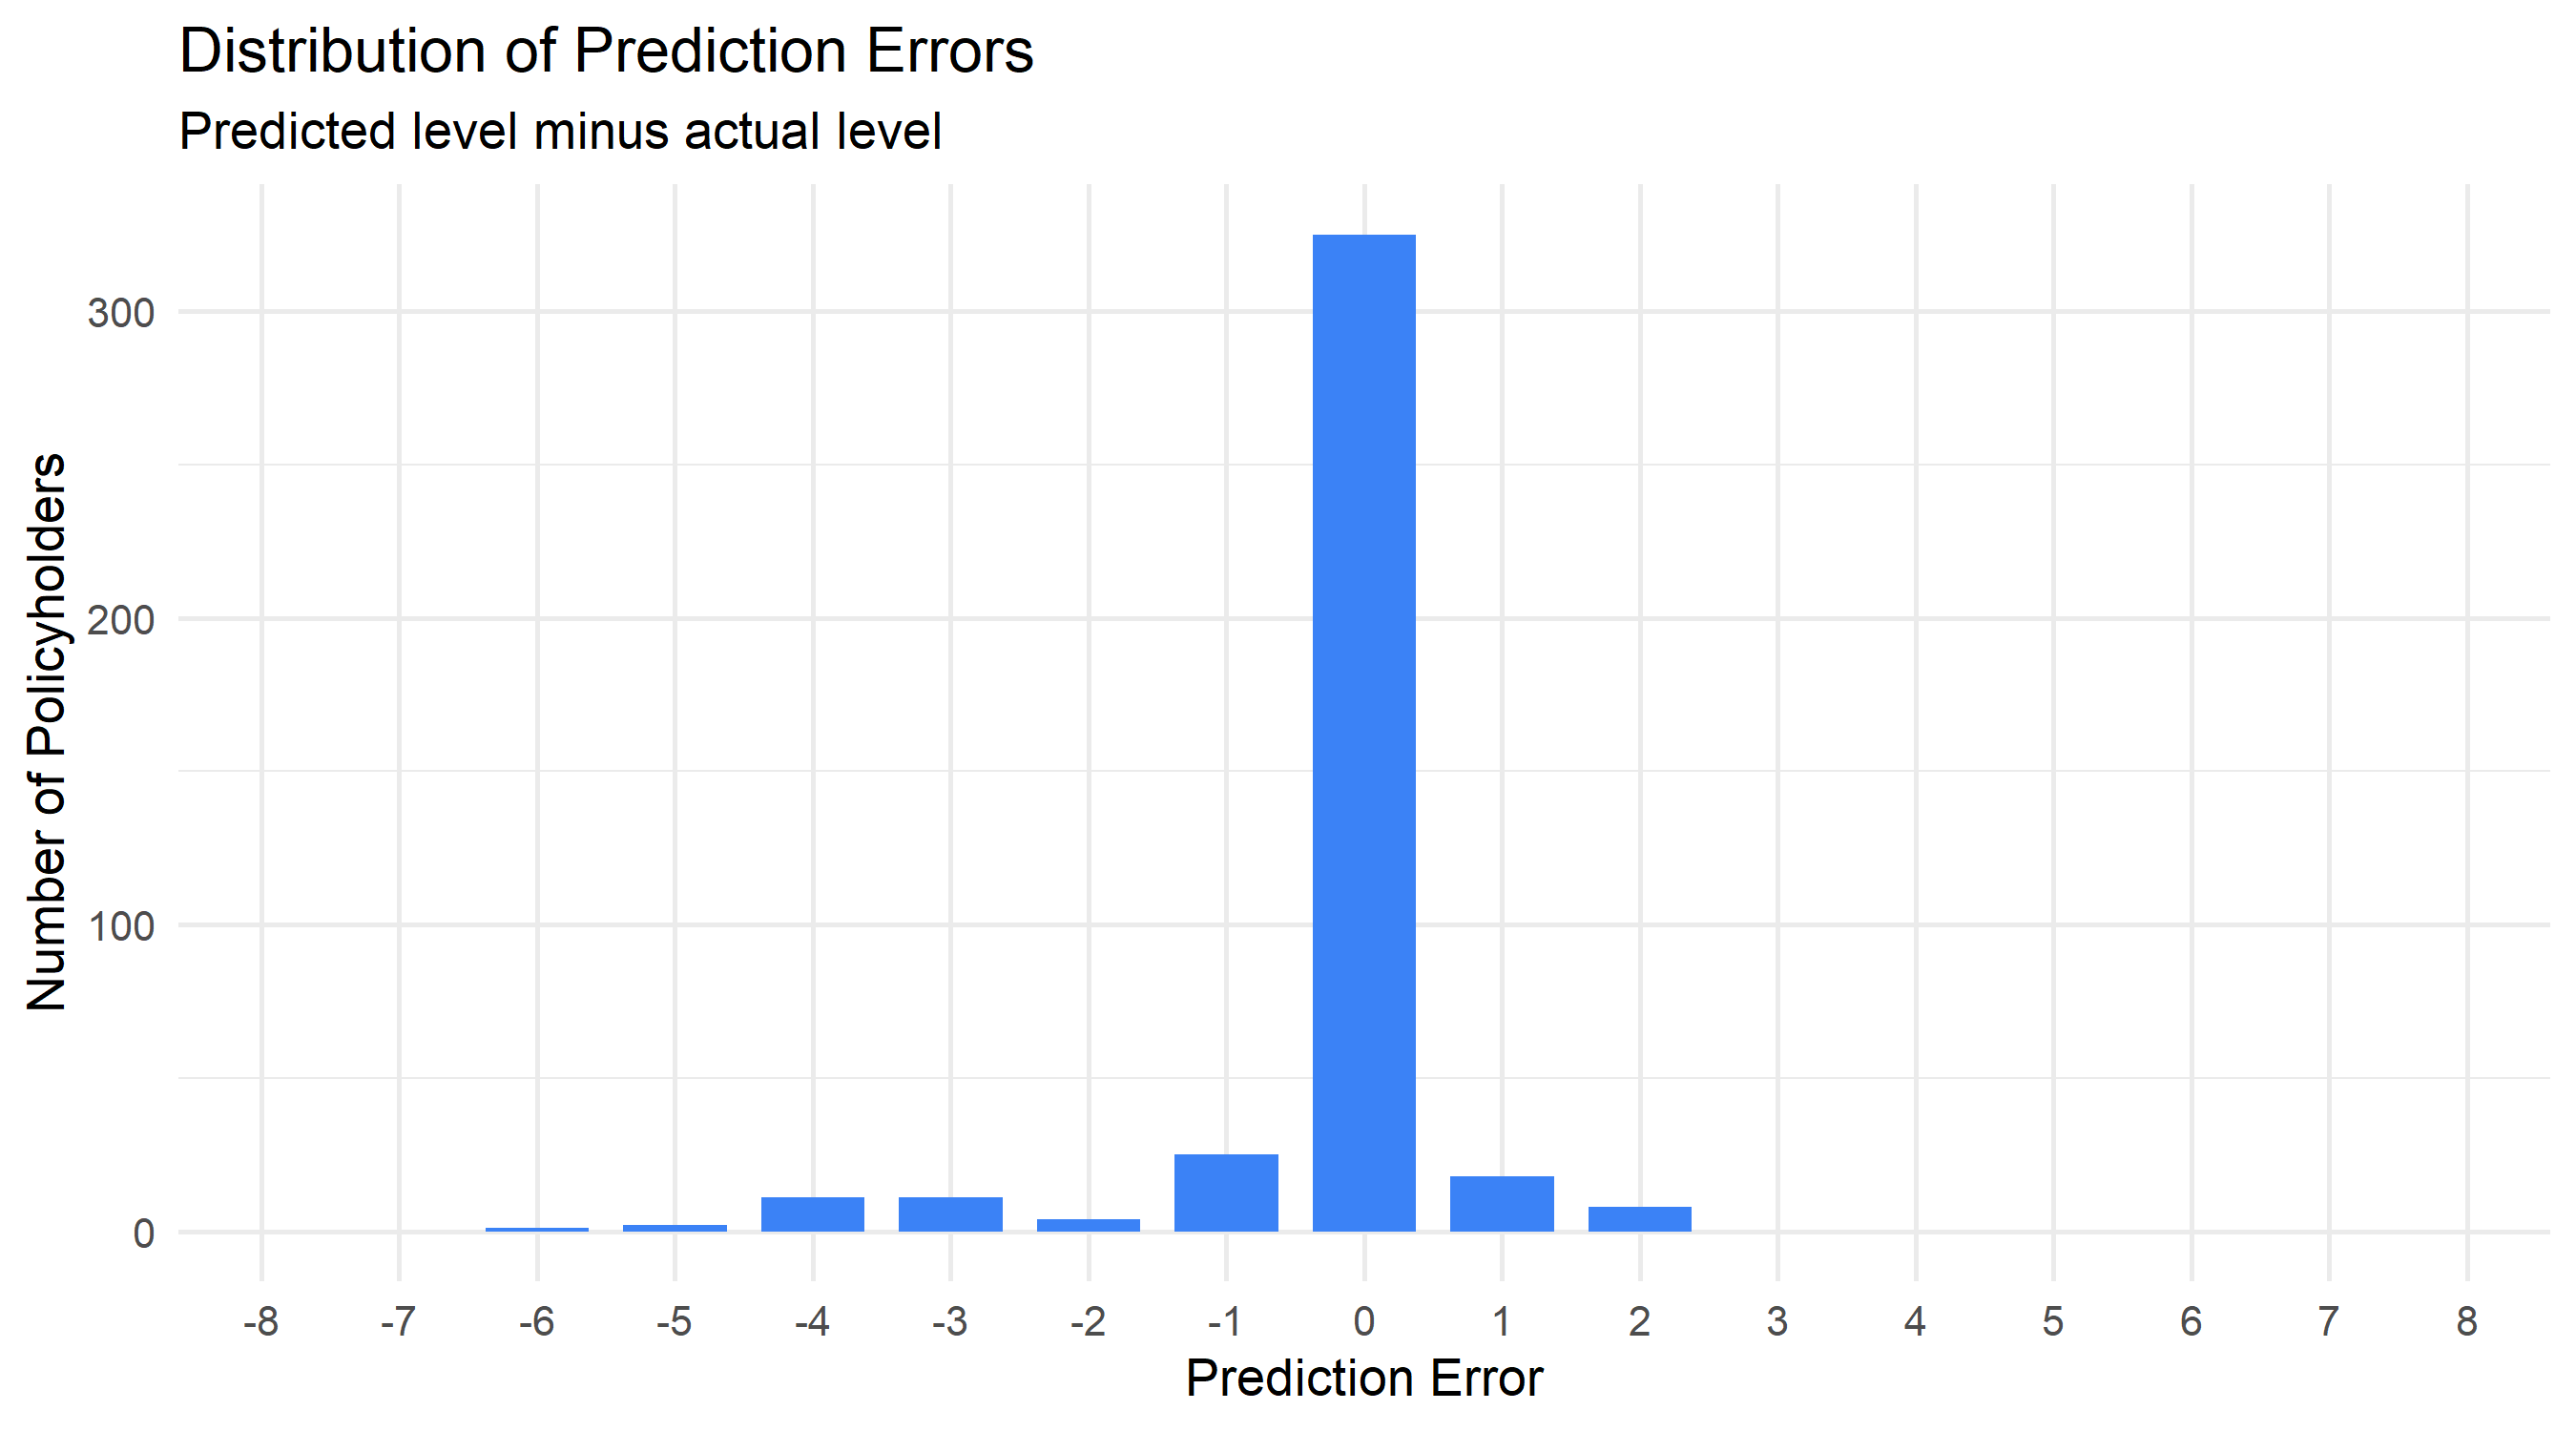 Distribution of Prediction Errors
Predicted level minus actual level
Number of Policyholders
300
200
100
0
-8 -7 -6 -5 -4 -3 -2 -1 0 1 2 3 4 5 6 7 8
Prediction Error